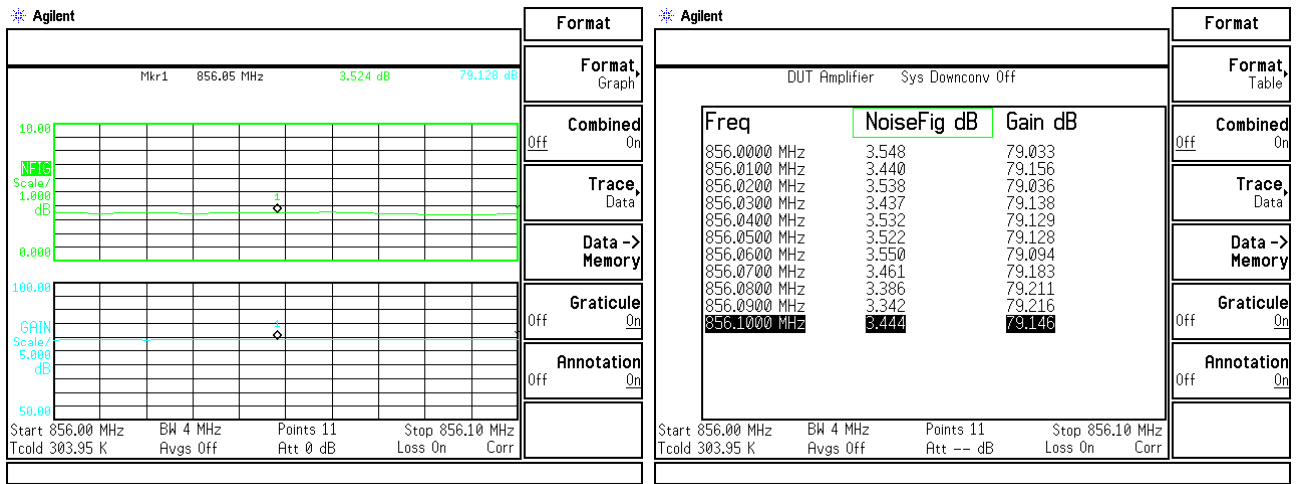 Agilent
Format
Mkr1 856.05 MHz 3.524 dB 79.128 dB
Format
Graph
10.00
Combined
Off On
NFIG
Scale/
1.000
dB
1
Trace
Data
0.000
Data ->
Memory
100.00
Graticule
Off On
GAIN
Scale/
5.000
dB
1
Annotation
Off On
50.00
Start 856.00 MHz BW 4 MHz Points 11 Stop 856.10 MHz
Tcold 303.95 K Avgs Off Att 0 dB Loss On Corr
Agilent
Format
DUT Amplifier Sys Downconv Off
Format
Table
Freq NoiseFig dB Gain dB
856.0000 MHz 3.548 79.033
856.0100 MHz 3.440 79.156
856.0200 MHz 3.538 79.036
856.0300 MHz 3.437 79.138
856.0400 MHz 3.532 79.129
856.0500 MHz 3.522 79.128
856.0600 MHz 3.550 79.094
856.0700 MHz 3.461 79.183
856.0800 MHz 3.386 79.211
856.0900 MHz 3.342 79.216
856.1000 MHz 3.444 79.146
Combined
Off On
Trace
Data
Data ->
Memory
Graticule
Off On
Annotation
Off On
Start 856.00 MHz BW 4 MHz Points 11 Stop 856.10 MHz
Tcold 303.95 K Avgs Off Att -- dB Loss On Corr